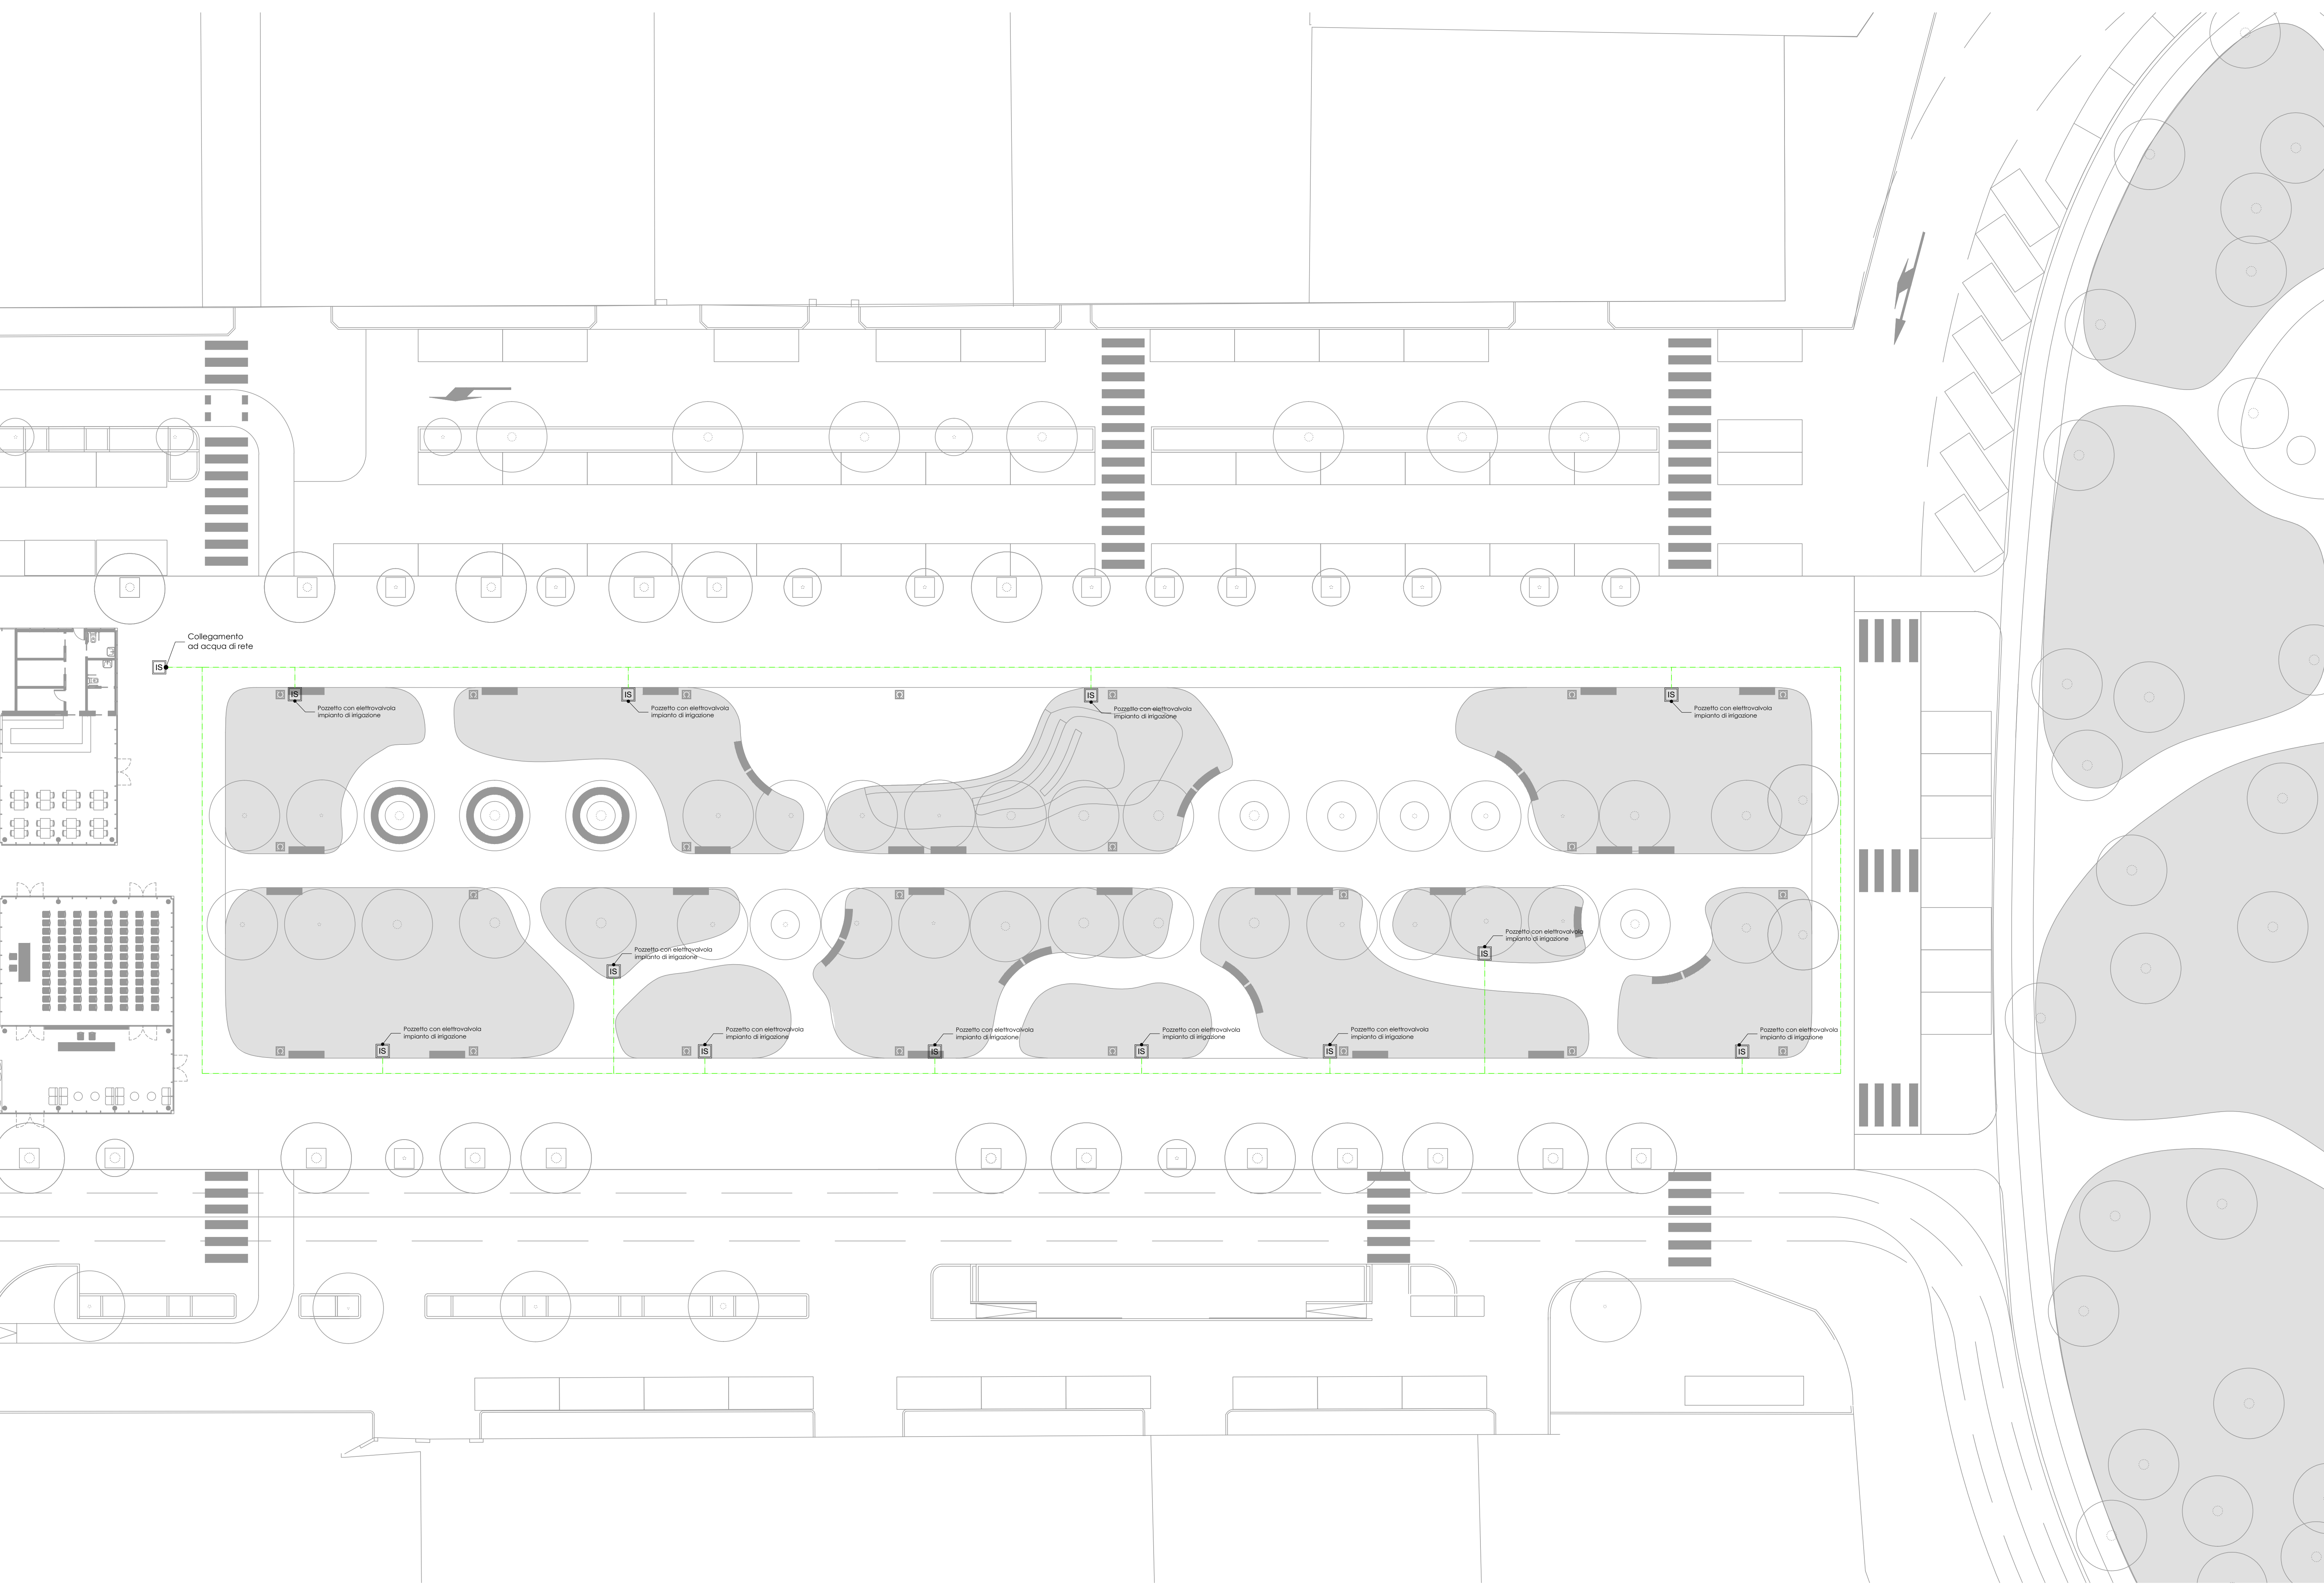 Collegamento
ad acqua di rete
IS
IS
IS
IS
IS
Pozzetto con elettrovalvola
impianto di irrigazione
Pozzetto con elettrovalvola
impianto di irrigazione
Pozzetto con elettrovalvola
impianto di irrigazione
Pozzetto con elettrovalvola
impianto di irrigazione
Pozzetto con elettrovalvola
impianto di irrigazione
IS
Pozzetto con elettrovalvola
impianto di irrigazione
IS
Pozzetto con elettrovalvola
impianto di irrigazione
IS
Pozzetto con elettrovalvola
impianto di irrigazione
IS
Pozzetto con elettrovalvola
impianto di irrigazione
IS
Pozzetto con elettrovalvola
impianto di irrigazione
IS
Pozzetto con elettrovalvola
impianto di irrigazione
IS
Pozzetto con elettrovalvola
impianto di irrigazione
IS